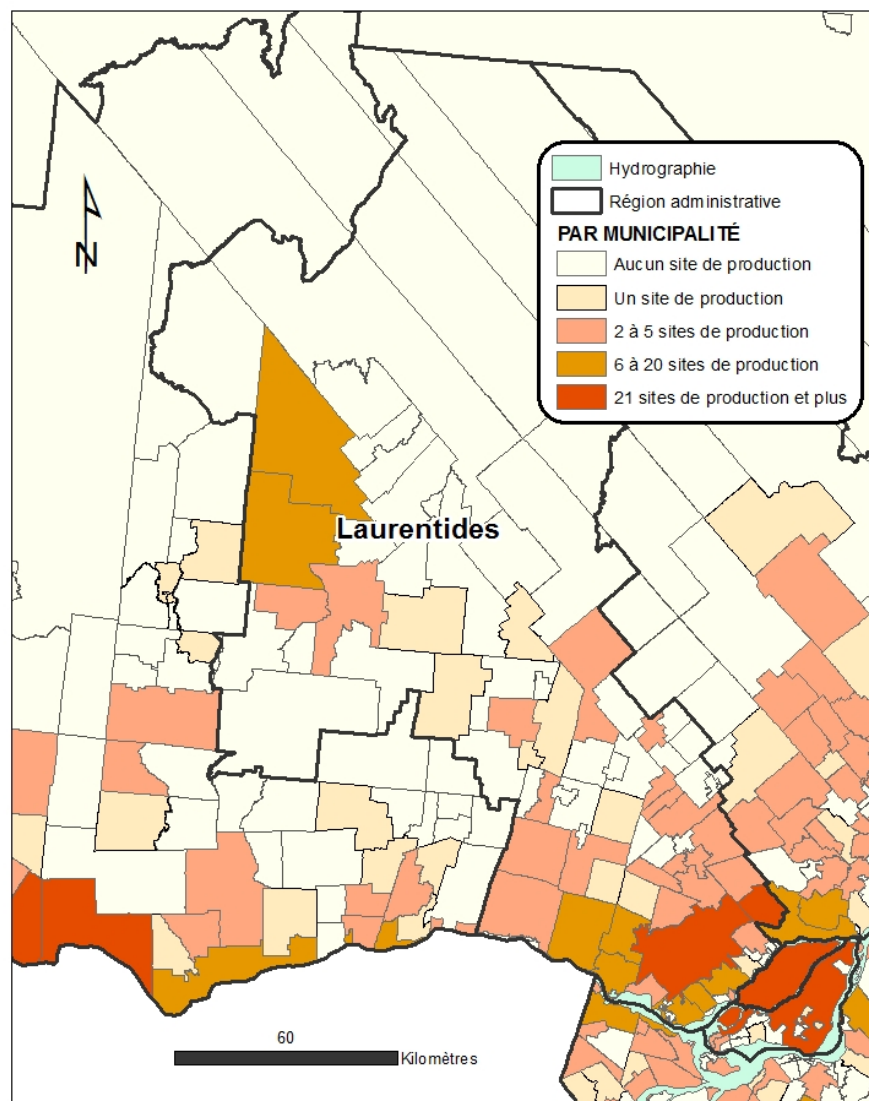 Hydrographie
Région administrative
PAR MUNICIPALITÉ
Aucun site de production
Un site de production
2 à 5 sites de production
6 à 20 sites de production
21 sites de production et plus
N
Laurentides
60
Kilomètres